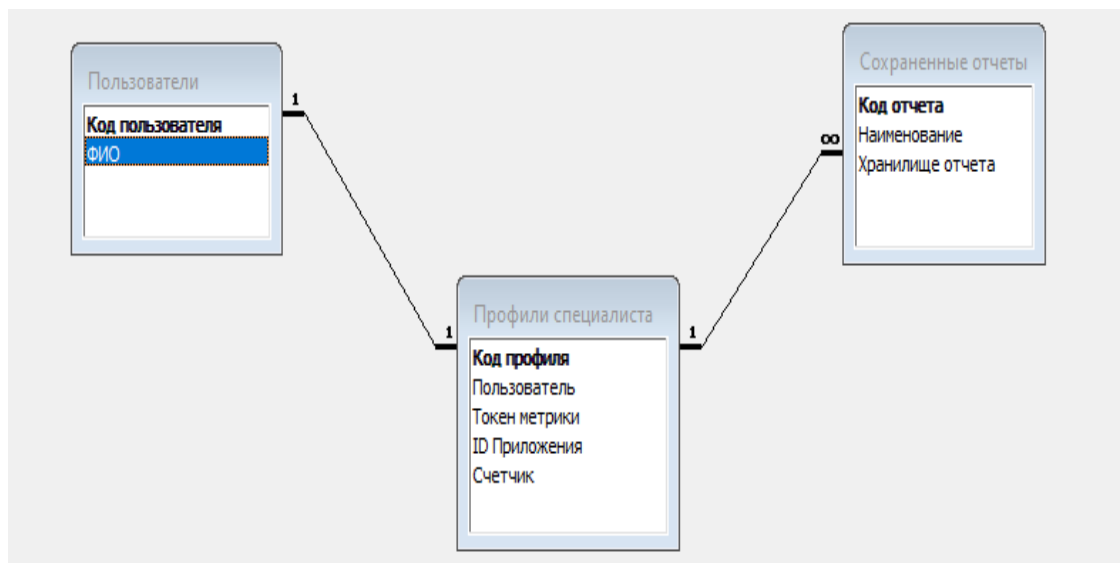 Пользователи
Код пользователя
ФИО
1
1
Профили специалиста
Код профиля
Пользователь
Токен метрики
ID Приложения
Счетчик
1
∞
Сохраненные отчеты
Код отчета
Наименование
Хранилище отчета